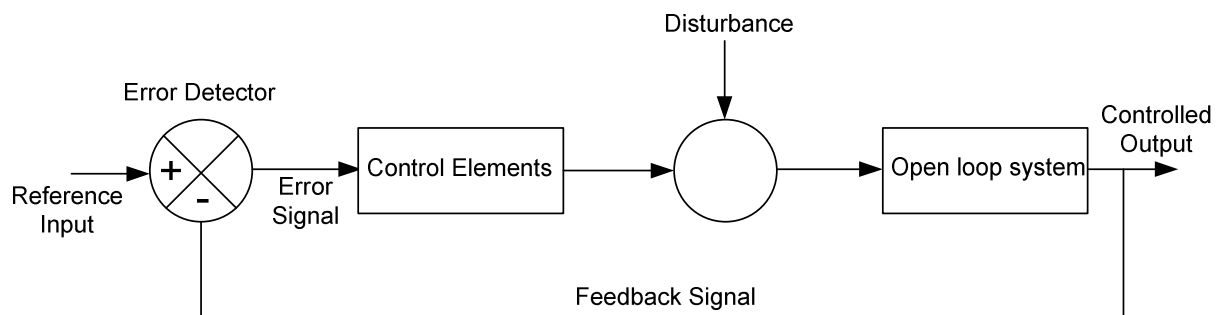 Disturbance
Error Detector
Controlled
Output
+
-
Control Elements
Open loop system
Reference
Input
Error
Signal
Feedback Signal